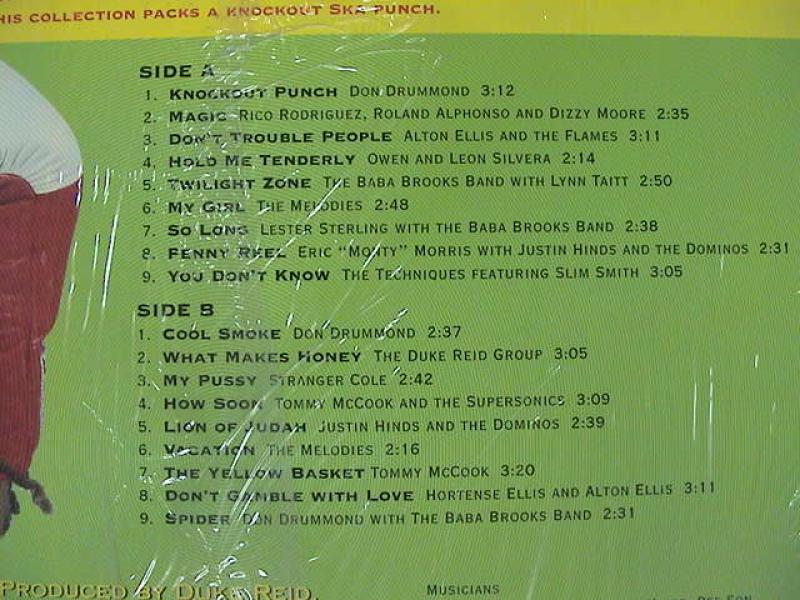 HIS COLLECTION PACKS A KNOCKOUT SKA PUNCH.
SIDE A
1. KNOCKOUT PUNCH DON DRUMMOND 3:12
2. MAGIC RICO RODRIGUEZ, ROLAND ALPHONSO AND DIZZY MOORE 2:35
3. DON'T TROUBLE PEOPLE ALTON ELLIS AND THE FLAMES 3:11
4. HOLD ME TENDERLY OWEN AND LEON SILVERA 2:14
5. TWILIGHT ZONE THE BABA BROOKS BAND WITH LYNN TAITT 2:50
6. MY GIRL THE MELODIES 2:48
7. SO LONG LESTER STERLING WITH THE BABA BROOKS BAND 2:38
8. PENNY REEL ERIC "MONTY" MORRIS WITH JUSTIN HINDS AND THE DOMINOS 2:31
9. YOU DON'T KNOW THE TECHNIQUES FEATURING SLIM SMITH 3:05
SIDE B
1. COOL SMOKE DON DRUMMOND 2:37
2. WHAT MAKES HONEY THE DUKE REID GROUP 3:05
3. MY PUSSY STRANGER COLE 2:42
4. HOW SOON TOMMY MCCOOK AND THE SUPERSONICS 3:09
5. LION OF JUDAH JUSTIN HINDS AND THE DOMINOS 2:39
6. VACATION THE MELODIES 2:16
7. THE YELLOW BASKET TOMMY MCCOOK 3:20
8. DON'T GAMBLE WITH LOVE HORTENSE ELLIS AND ALTON ELLIS 3:11
9. SPIDER DON DRUMMOND WITH THE BABA BROOKS BAND 2:31
PRODUCED BY DUKE REID.
MUSICIANS